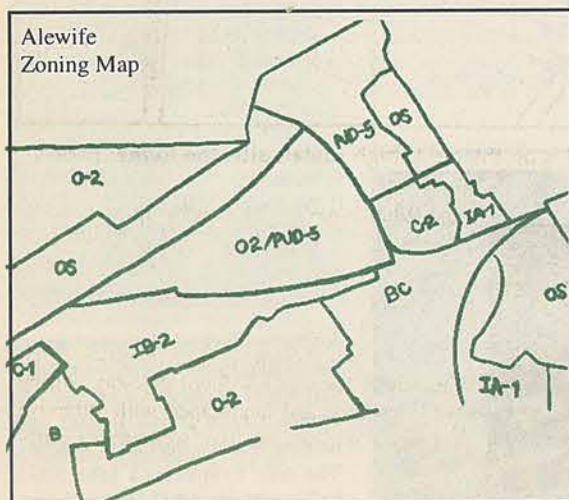 Alewife
Zoning Map
OS
PUD-5
O-2
C-2
IA-1
O2/PUD-5
OS
BC
OS
IB-2
O-2
IA-1
O-1
B